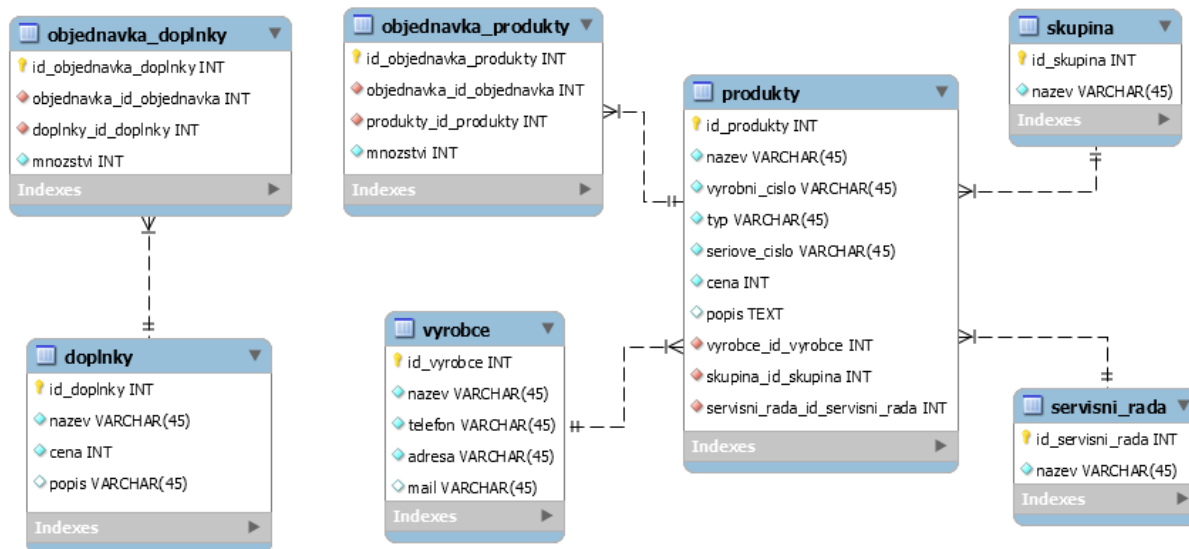 objednavka_doplnky
id_objednavka_doplnky INT
objednavka_id_objednavka INT
doplnky_id_doplnky INT
mnozstvi INT
Indexes
objednavka_produkty
id_objednavka_produkty INT
objednavka_id_objednavka INT
produkty_id_produkty INT
mnozstvi INT
Indexes
skupina
id_skupina INT
nazev VARCHAR(45)
Indexes
produkty
id_produkty INT
nazev VARCHAR(45)
vyrobni_cislo VARCHAR(45)
typ VARCHAR(45)
seriove_cislo VARCHAR(45)
cena INT
popis TEXT
vyrobce_id_vyrobce INT
skupina_id_skupina INT
servisni_rada_id_servisni_rada INT
Indexes
doplnky
id_doplnky INT
nazev VARCHAR(45)
cena INT
popis VARCHAR(45)
Indexes
vyrobce
id_vyrobce INT
nazev VARCHAR(45)
telefon VARCHAR(45)
adresa VARCHAR(45)
mail VARCHAR(45)
Indexes
servisni_rada
id_servisni_rada INT
nazev VARCHAR(45)
Indexes